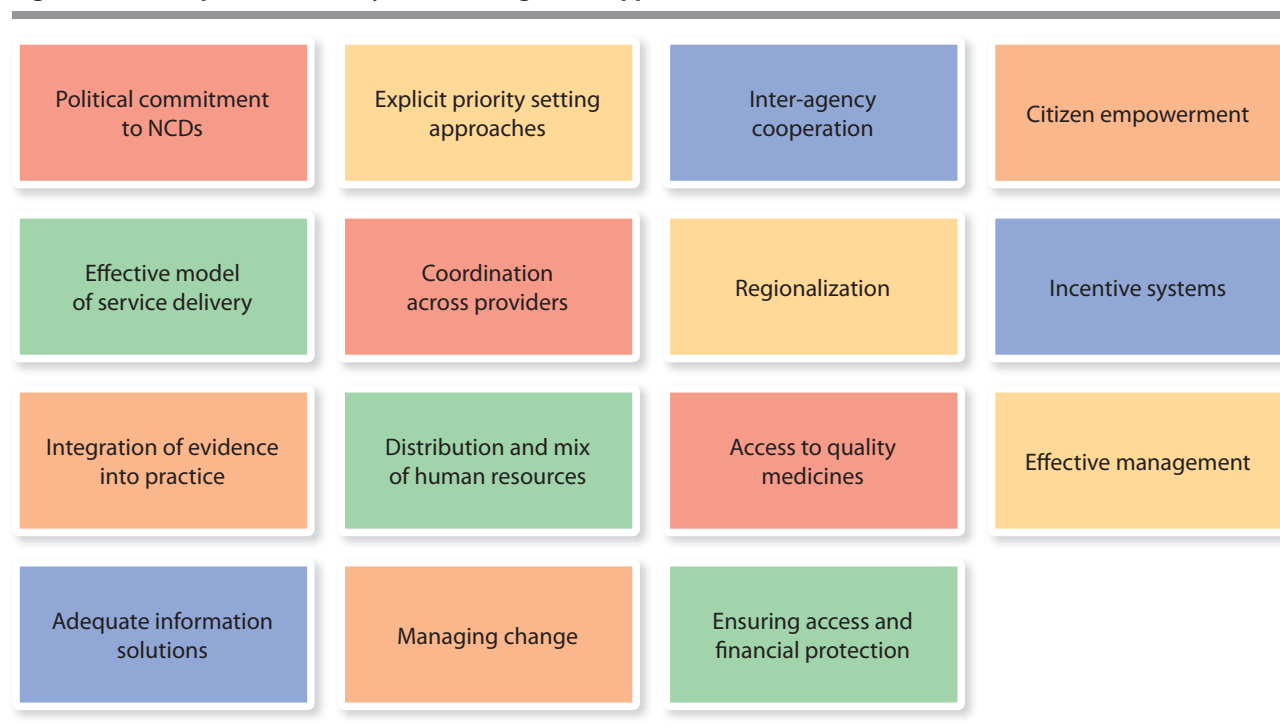 Political commitment
to NCDs
Explicit priority setting
approaches
Inter-agency
cooperation
Citizen empowerment
Effective model
of service delivery
Coordination
across providers
Regionalization
Incentive systems
Integration of evidence
into practice
Distribution and mix
of human resources
Access to quality
medicines
Effective management
Adequate information
solutions
Managing change
Ensuring access and
financial protection